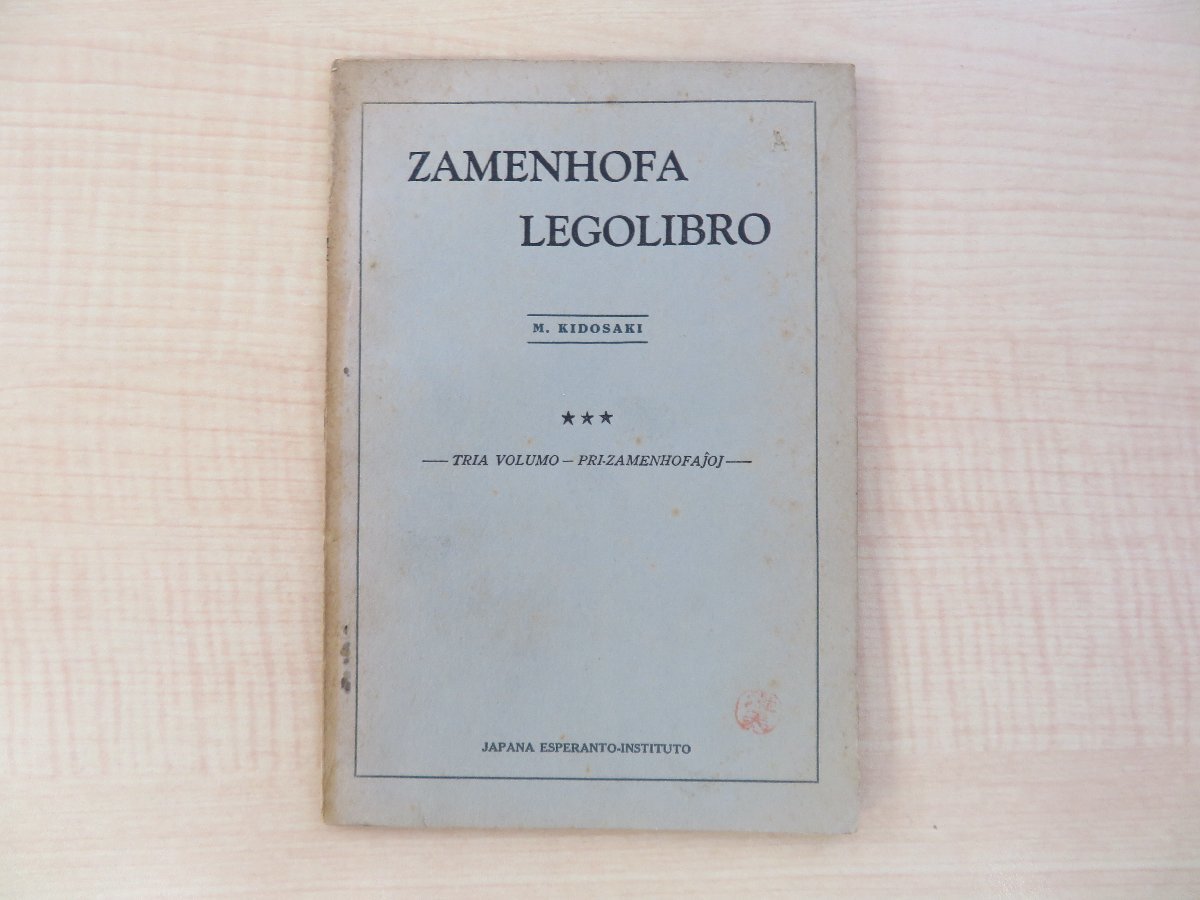 A
ZAMENHOFA
LEGOLIBRO
M. KIDOSAKI
★★★
— TRIA VOLUMO — PRI-ZAMENHOFAĴOJ —
JAPANA ESPERANTO-INSTITUTO